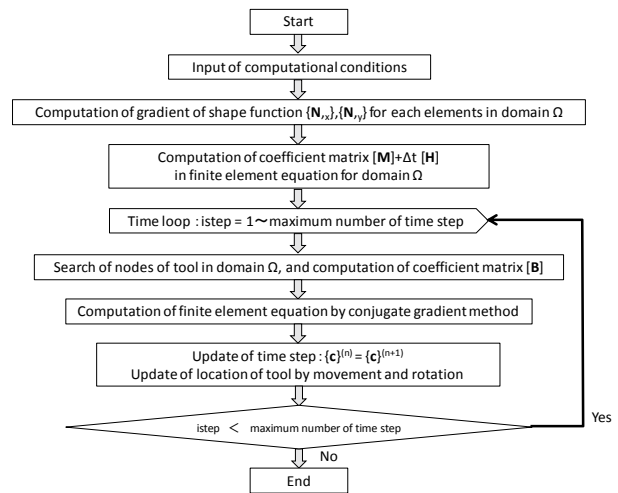 Start
Input of computational conditions
Computation of gradient of shape function {N,x},{N,y} for each elements in domain Ω
Computation of coefficient matrix [M]+Δt [H]
in finite element equation for domain Ω
Time loop : istep = 1～maximum number of time step
Search of nodes of tool in domain Ω, and computation of coefficient matrix [B]
Computation of finite element equation by conjugate gradient method
Update of time step : {c}(n) = {c}(n+1)
Update of location of tool by movement and rotation
istep < maximum number of time step
Yes
No
End